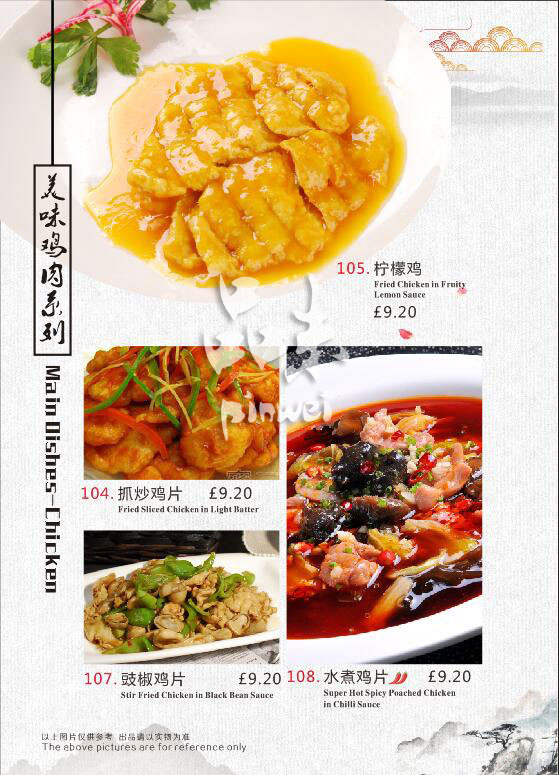 美味鸡肉系列
Main Dishes-Chicken
105. 柠檬鸡
Fried Chicken in Fruity
Lemon Sauce
£9.20
品味
pinwei
104. 抓炒鸡片 £9.20
Fried Sliced Chicken in Light Batter
107. 豉椒鸡片 £9.20
Stir Fried Chicken in Black Bean Sauce
108. 水煮鸡片 £9.20
Super Hot Spicy Poached Chicken
in Chilli Sauce
以上图片仅供参考 出品请以实物为准
The above pictures are for reference only